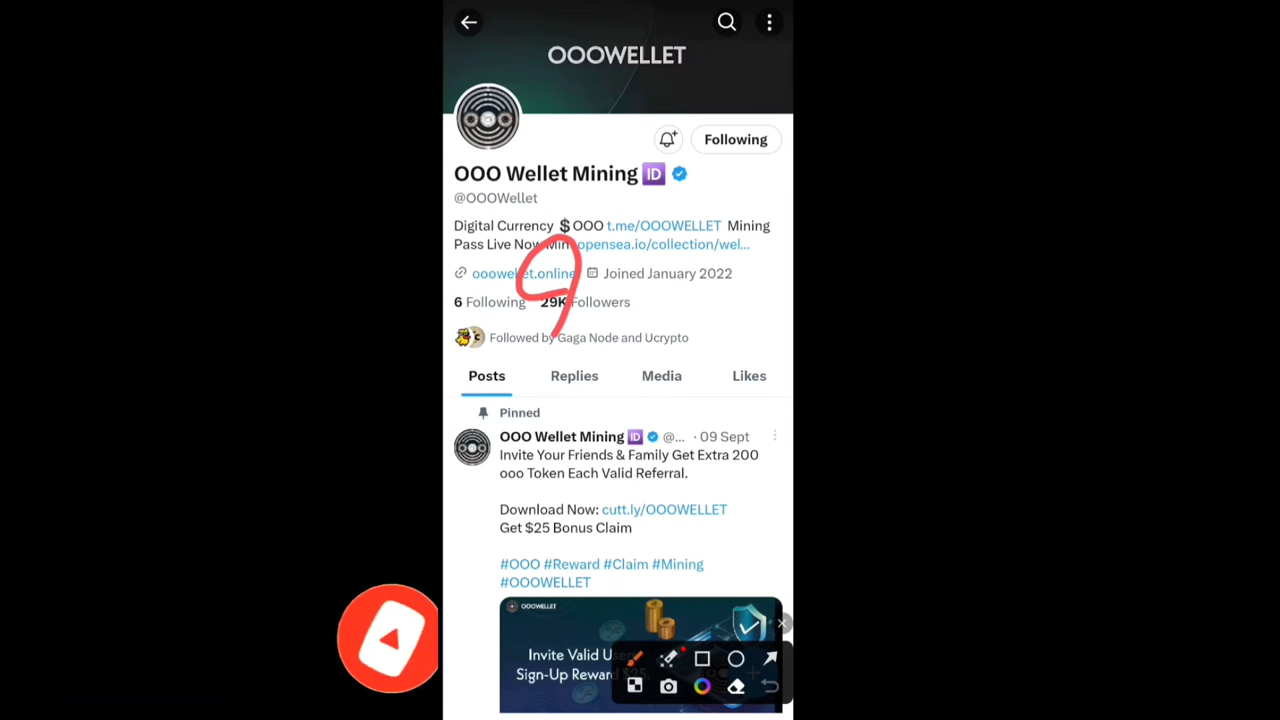 OOOWELLET
Following
OOO Wellet Mining 🆔
@OOOWellet
Digital Currency $OOO t.me/OOOWELLET Mining
Pass Live Now Min opensea.io/collection/wel...
ooowellet.online Joined January 2022
6 Following 29K Followers
Followed by Gaga Node and Ucrypto
Posts Replies Media Likes
Pinned
OOO Wellet Mining 🆔 @... · 09 Sept
Invite Your Friends & Family Get Extra 200
ooo Token Each Valid Referral.
Download Now: cutt.ly/OOOWELLET
Get $25 Bonus Claim
#OOO #Reward #Claim #Mining
#OOOWELLET
OOOWELLET
Invite Valid
Sign-Up Reward